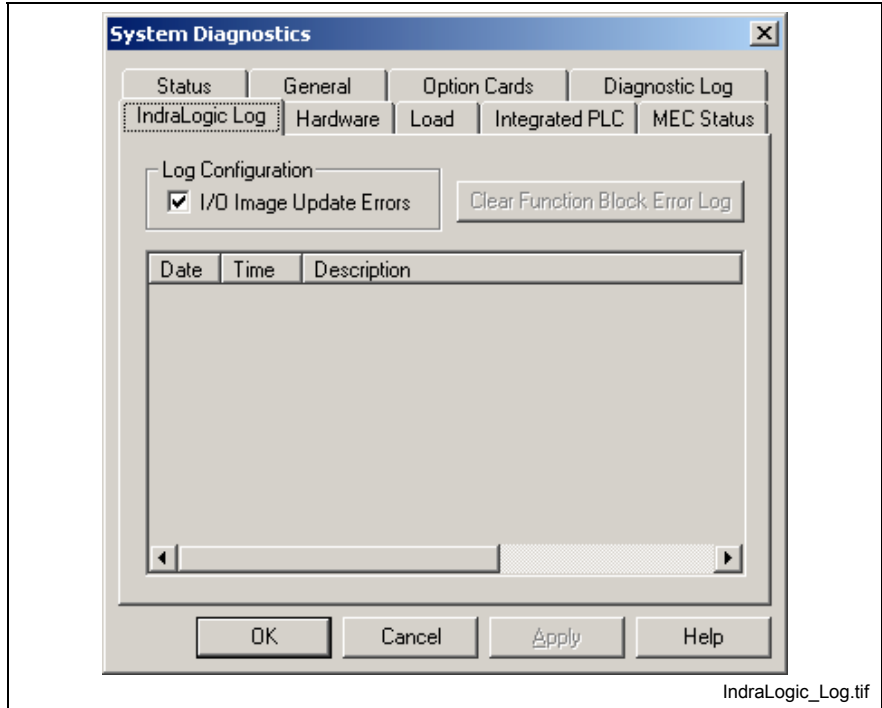 System Diagnostics
Status General Option Cards Diagnostic Log
IndraLogic Log Hardware Load Integrated PLC MEC Status
Log Configuration
I/O Image Update Errors Clear Function Block Error Log
Date Time Description
OK Cancel Apply Help
IndraLogic_Log.tif